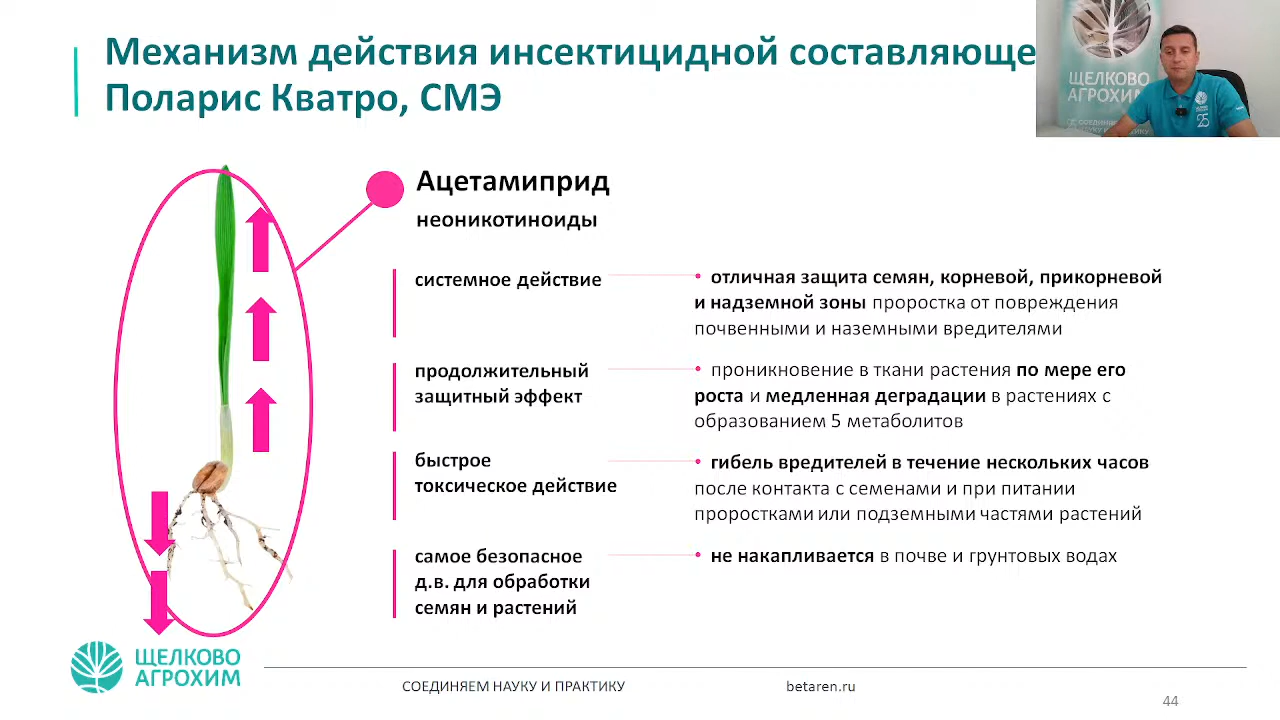 Механизм действия инсектицидной составляюще
Поларис Кватро, СМЭ
ЩЕЛКОВО
АГРОХИМ
Ацетамиприд
неоникотиноиды
системное действие
• отличная защита семян, корневой, прикорневой
и надземной зоны проростка от повреждения
почвенными и наземными вредителями
продолжительный
защитный эффект
• проникновение в ткани растения по мере его
роста и медленная деградации в растениях с
образованием 5 метаболитов
быстрое
токсическое действие
• гибель вредителей в течение нескольких часов
после контакта с семенами и при питании
проростками или подземными частями растений
самое безопасное
д.в. для обработки
семян и растений
• не накапливается в почве и грунтовых водах
ЩЕЛКОВО
АГРОХИМ
СОЕДИНЯЕМ НАУКУ И ПРАКТИКУ
betaren.ru
44